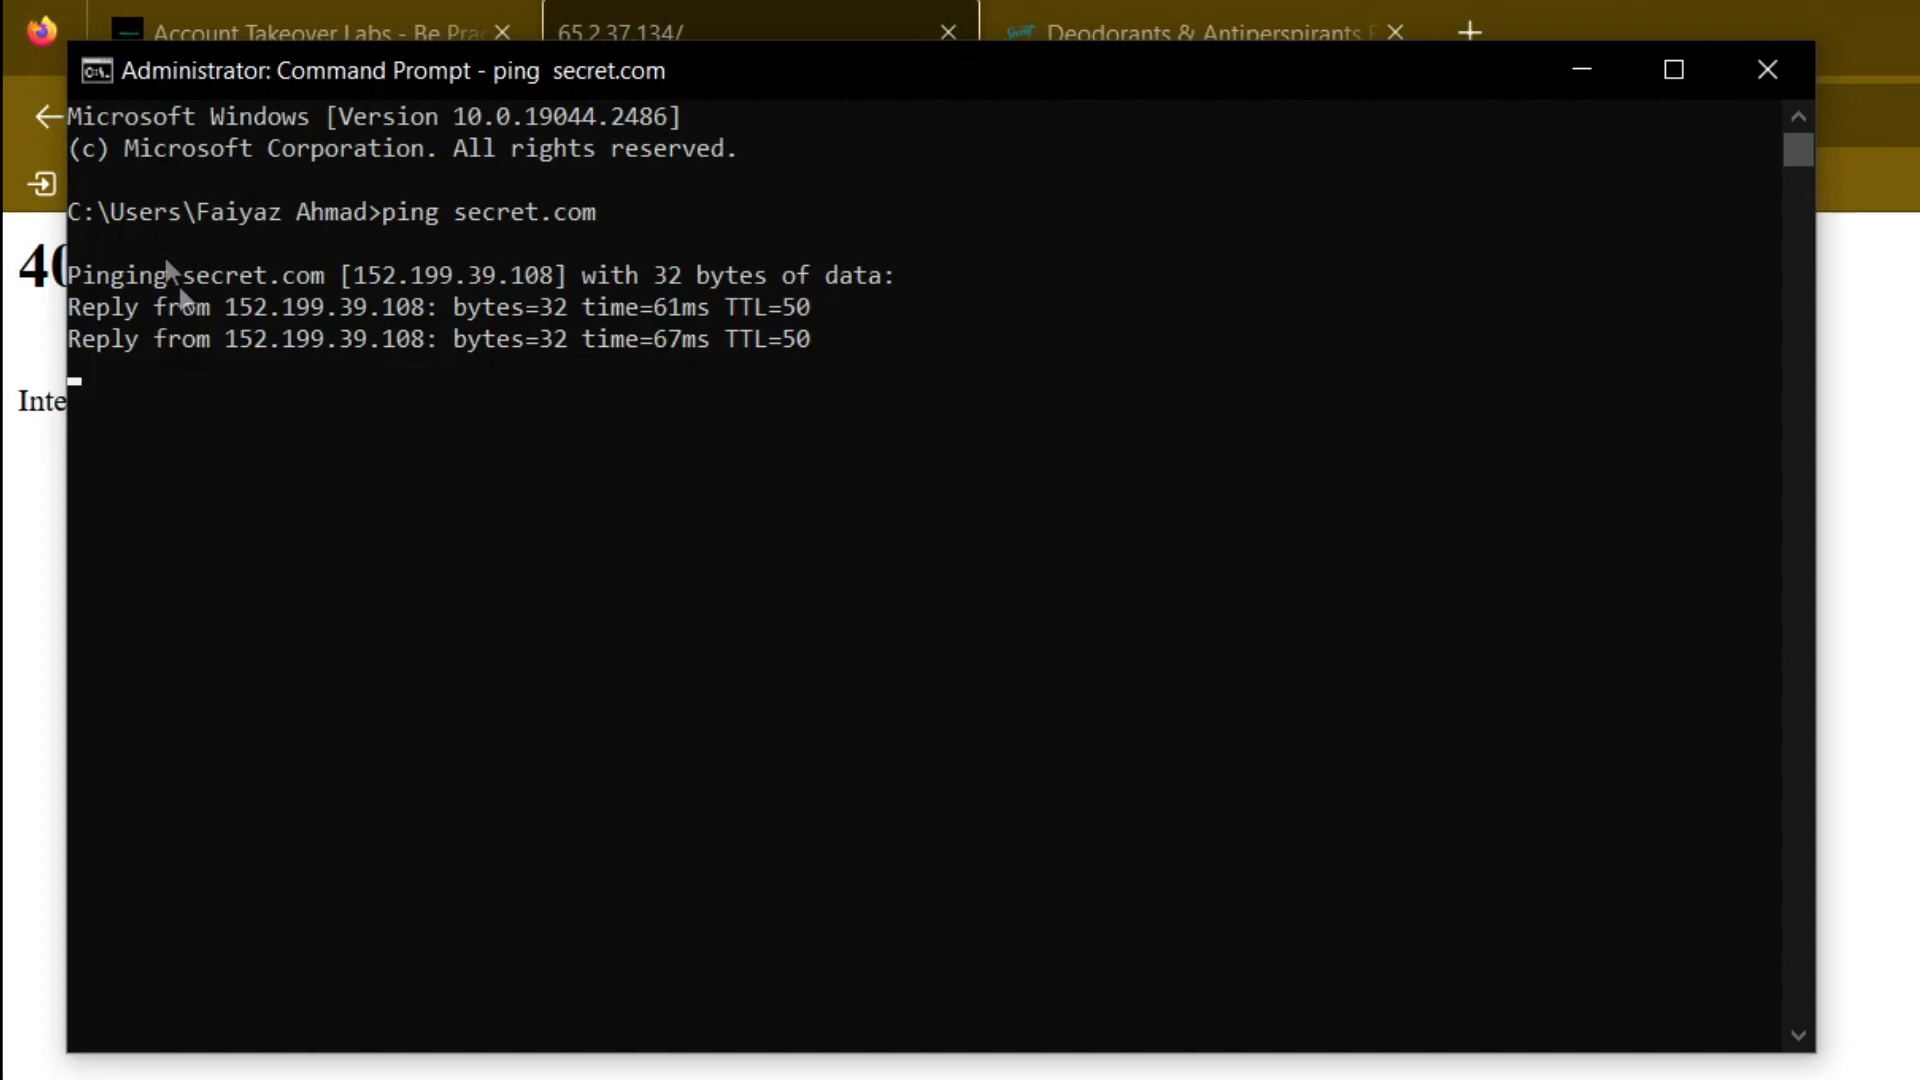 Account Takeover Labs - Be Prac
65.2.37.134/
Deodorants & Antiperspirants F
Administrator: Command Prompt - ping  secret.com
Microsoft Windows [Version 10.0.19044.2486]
(c) Microsoft Corporation. All rights reserved.
C:\Users\Faiyaz Ahmad>ping secret.com
40
Pinging secret.com [152.199.39.108] with 32 bytes of data:
Reply from 152.199.39.108: bytes=32 time=61ms TTL=50
Reply from 152.199.39.108: bytes=32 time=67ms TTL=50
Inte